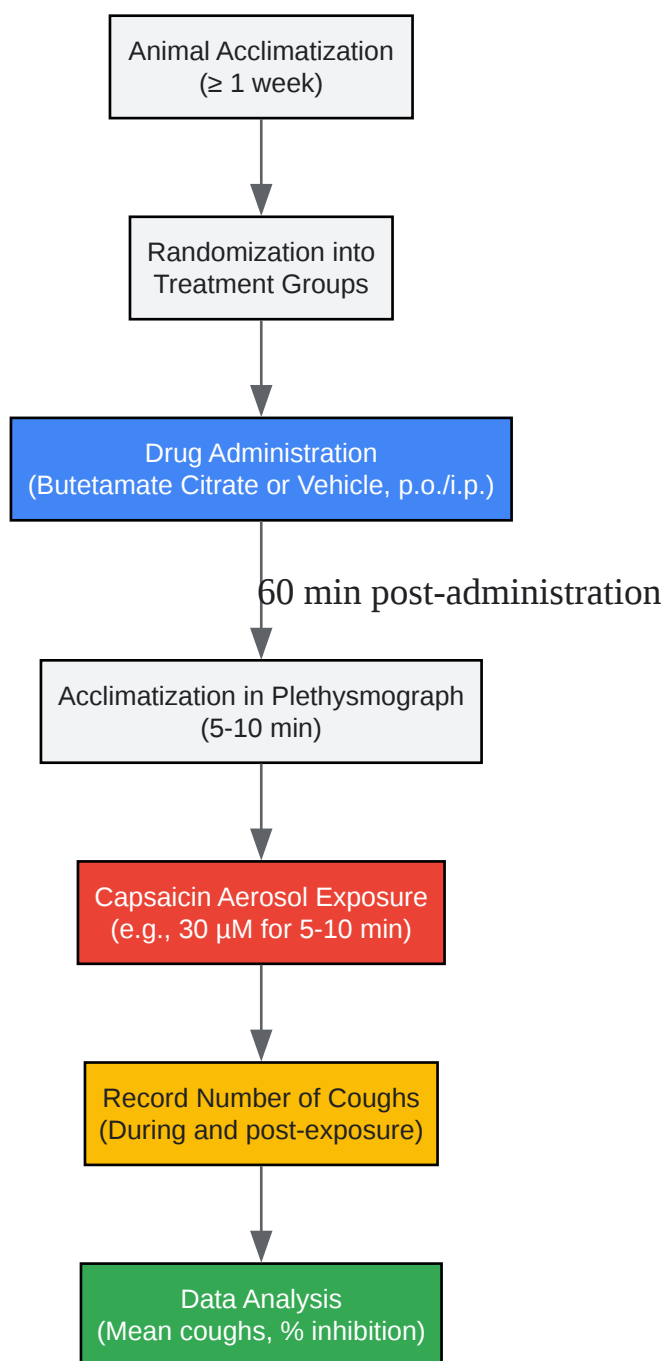 Animal Acclimatization
(≥ 1 week)
Randomization into
Treatment Groups
Drug Administration
(Butetamate Citrate or Vehicle, p.o./i.p.)
60 min post-administration
Acclimatization in Plethysmograph
(5-10 min)
Capsaicin Aerosol Exposure
(e.g., 30 µM for 5-10 min)
Record Number of Coughs
(During and post-exposure)
Data Analysis
(Mean coughs, % inhibition)